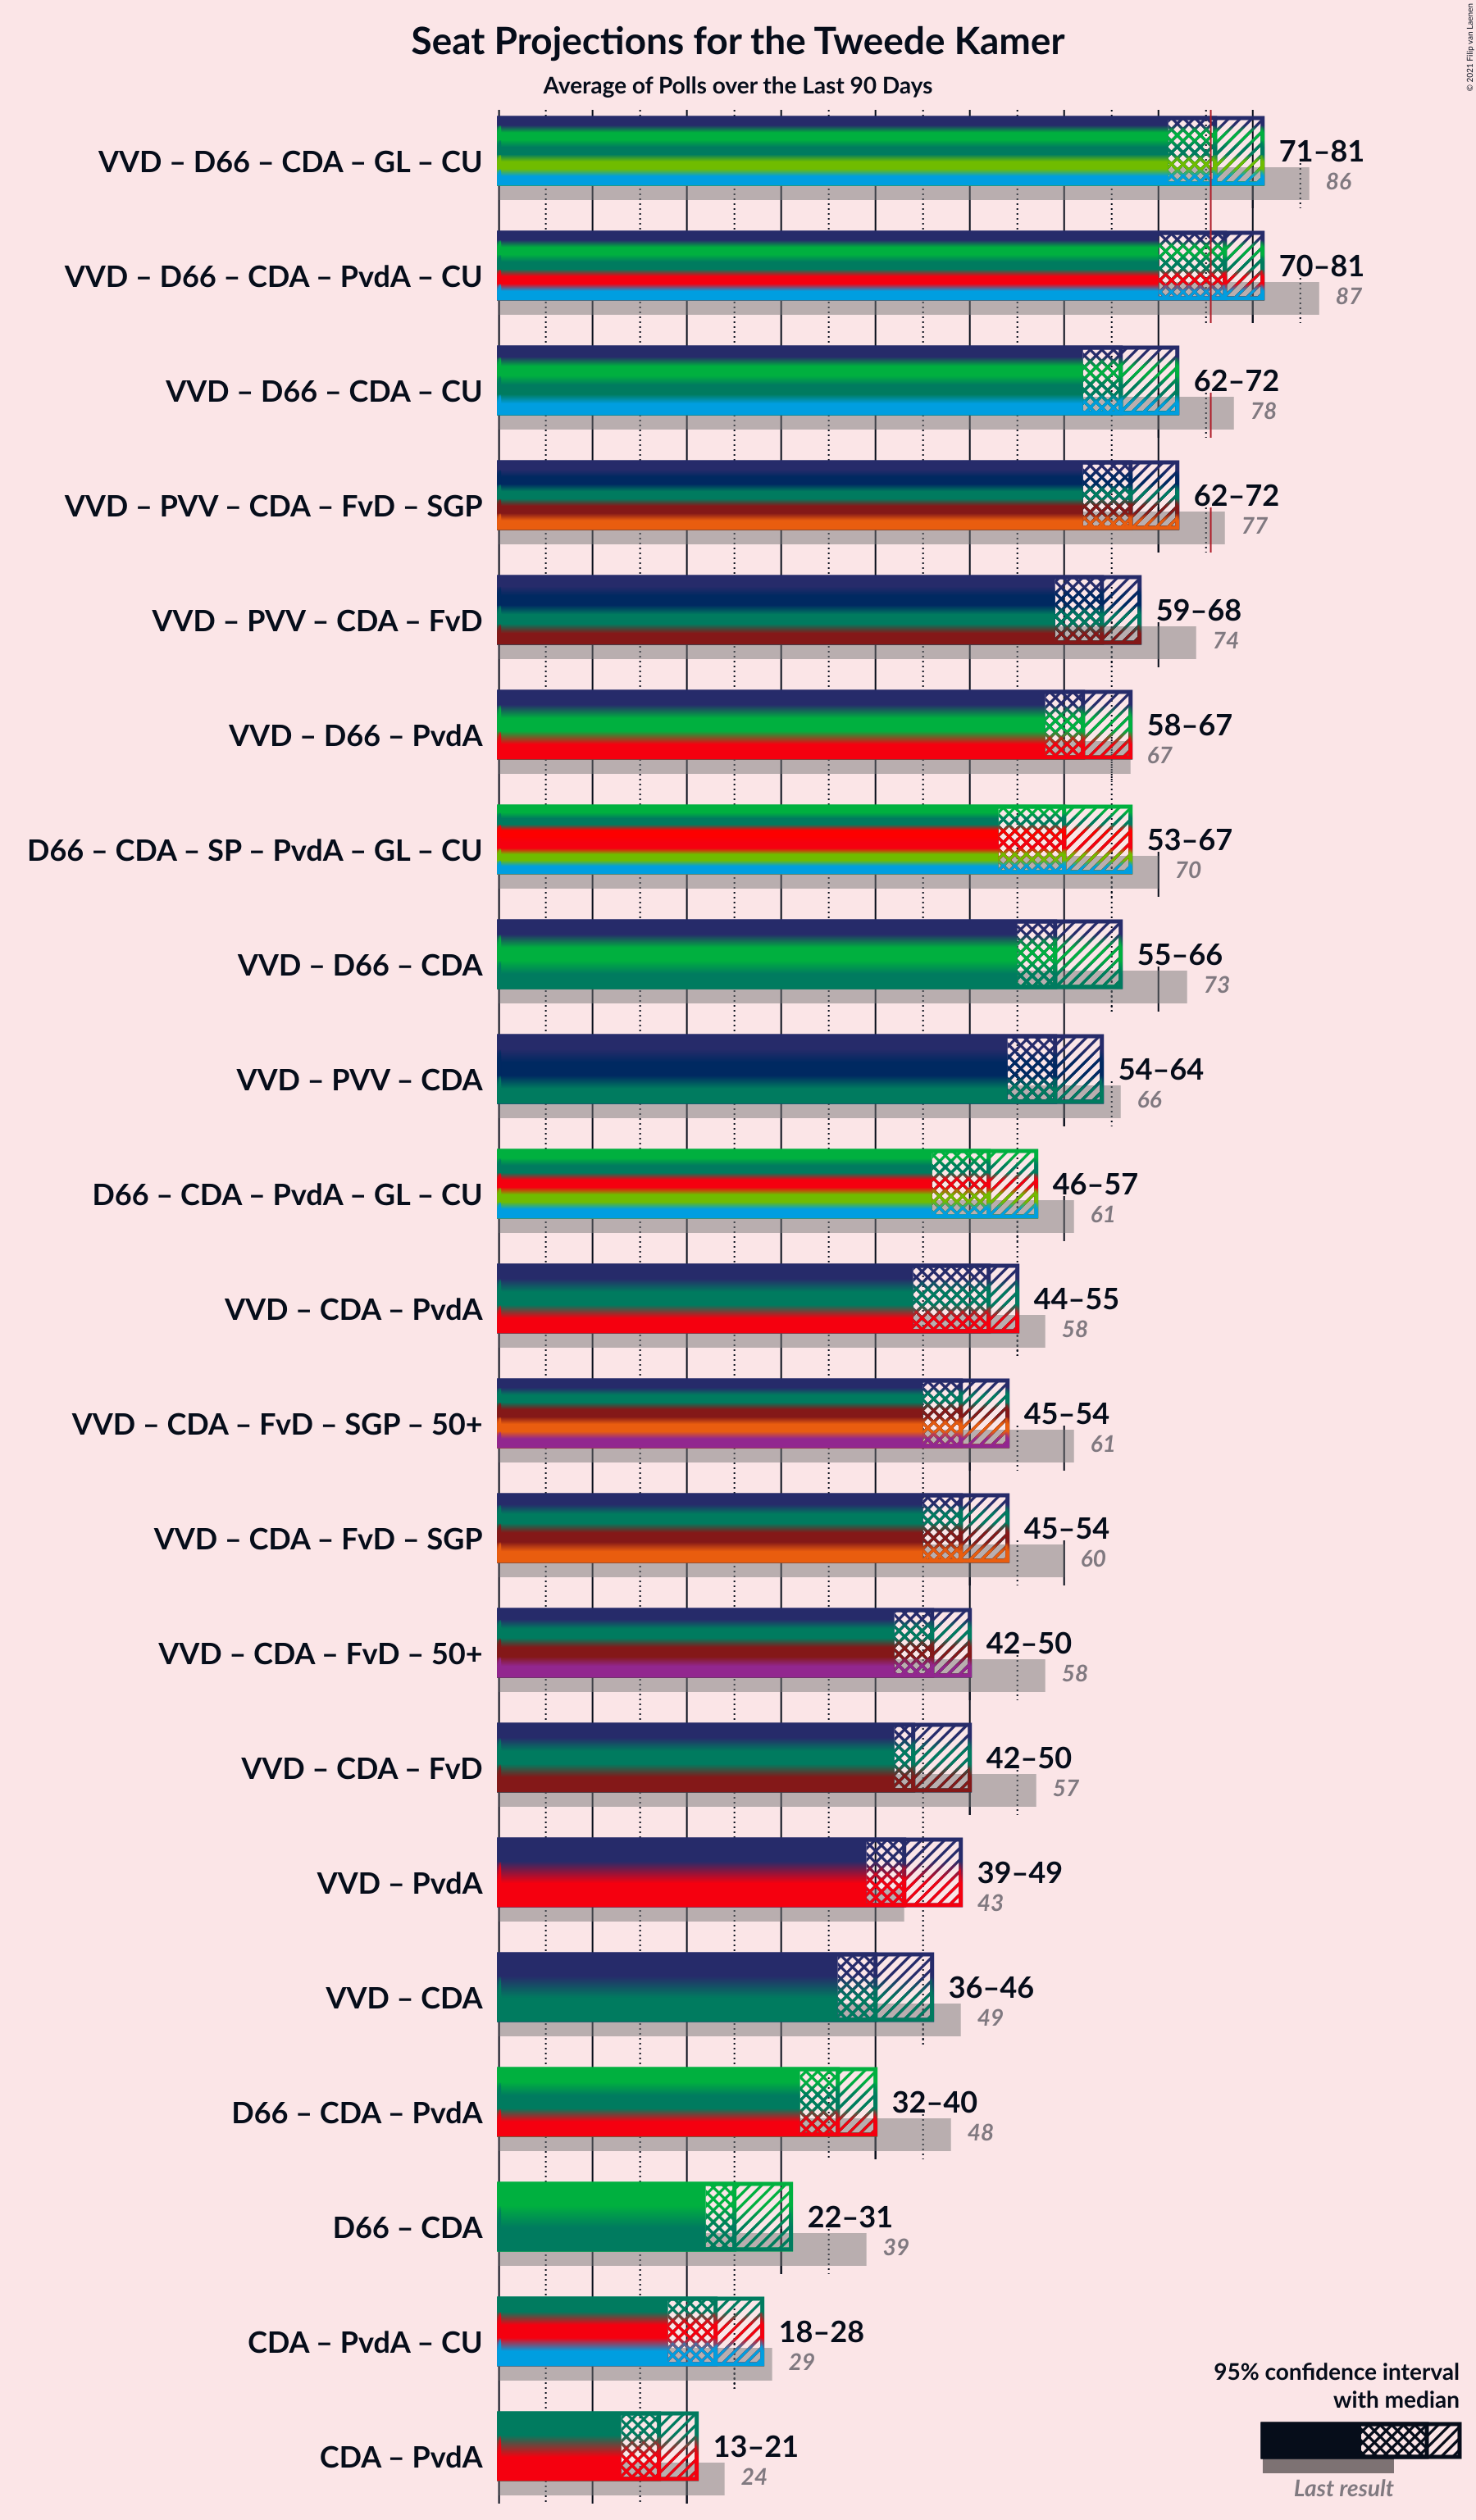 Seat Projections for the Tweede Kamer
Average of Polls over the Last 90 Days
© 2021 Filip van Laenen
VVD – D66 – CDA – GL – CU
71–81
86
VVD – D66 – CDA – PvdA – CU
70–81
87
VVD – D66 – CDA – CU
62–72
78
VVD – PVV – CDA – FvD – SGP
62–72
77
VVD – PVV – CDA – FvD
59–68
74
VVD – D66 – PvdA
58–67
67
D66 – CDA – SP – PvdA – GL – CU
53–67
70
VVD – D66 – CDA
55–66
73
VVD – PVV – CDA
54–64
66
D66 – CDA – PvdA – GL – CU
46–57
61
VVD – CDA – PvdA
44–55
58
VVD – CDA – FvD – SGP – 50+
45–54
61
VVD – CDA – FvD – SGP
45–54
60
VVD – CDA – FvD – 50+
42–50
58
VVD – CDA – FvD
42–50
57
VVD – PvdA
39–49
43
VVD – CDA
36–46
49
D66 – CDA – PvdA
32–40
48
D66 – CDA
22–31
39
CDA – PvdA – CU
18–28
29
CDA – PvdA
13–21
24
95% confidence interval
with median
Last result